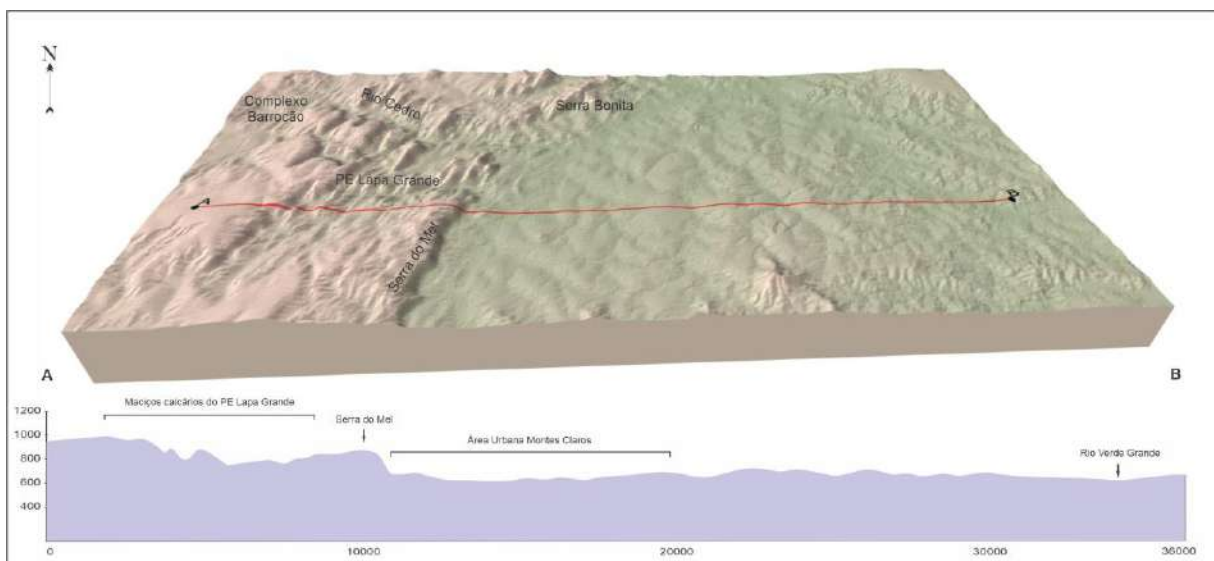 N
Complexo
Barrocão
Rio Cedro
Serra Bonita
PE Lapa Grande
A
Serra do Mel
A
B
Maciços calcários do PE Lapa Grande
Serra do Mel
Área Urbana Montes Claros
Rio Verde Grande
1200
1000
800
600
400
0
10000
20000
30000
36000